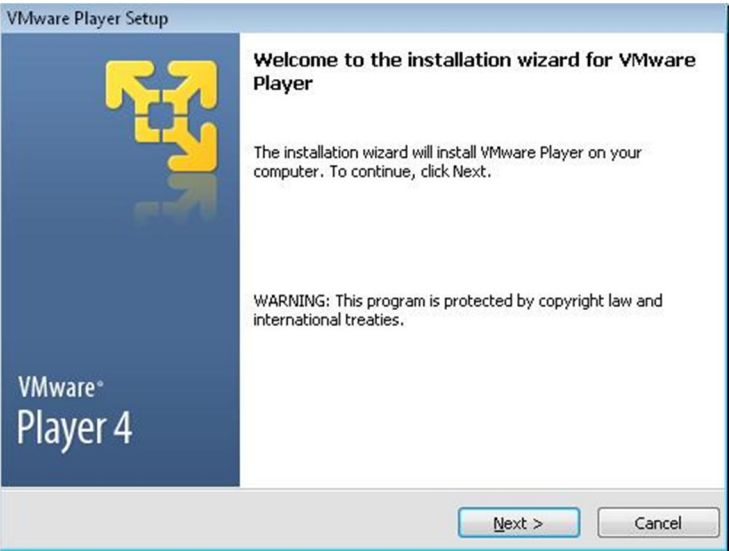 VMware Player Setup
Welcome to the installation wizard for VMware
Player
The installation wizard will install VMware Player on your
computer. To continue, click Next.
WARNING: This program is protected by copyright law and
international treaties.
VMware®
Player 4
Next >
Cancel